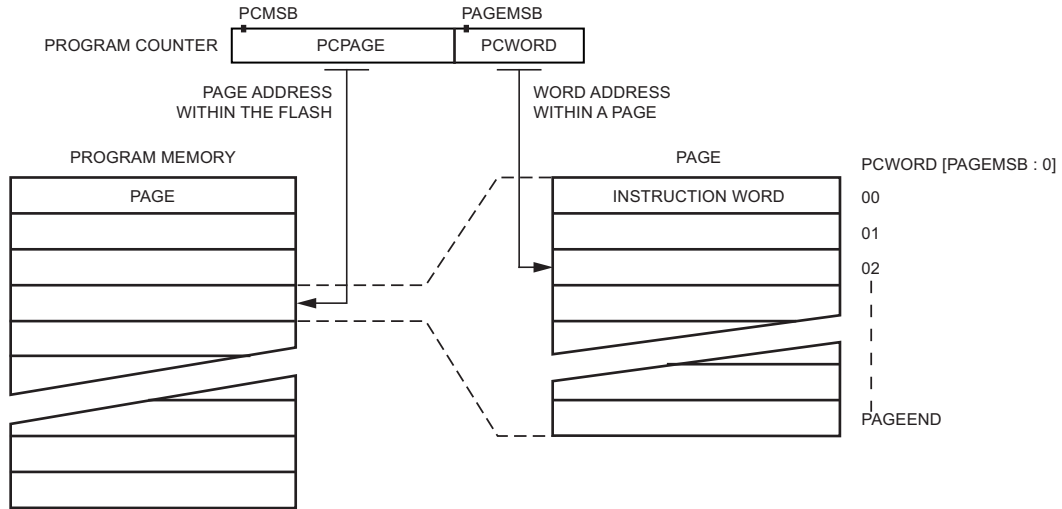 PCMSB
PAGEMSB
PROGRAM COUNTER
PCPAGE
PCWORD
PAGE ADDRESS
WITHIN THE FLASH
WORD ADDRESS
WITHIN A PAGE
PROGRAM MEMORY
PAGE
PCWORD [PAGEMSB : 0]
PAGE
INSTRUCTION WORD
00
01
02
PAGEEND